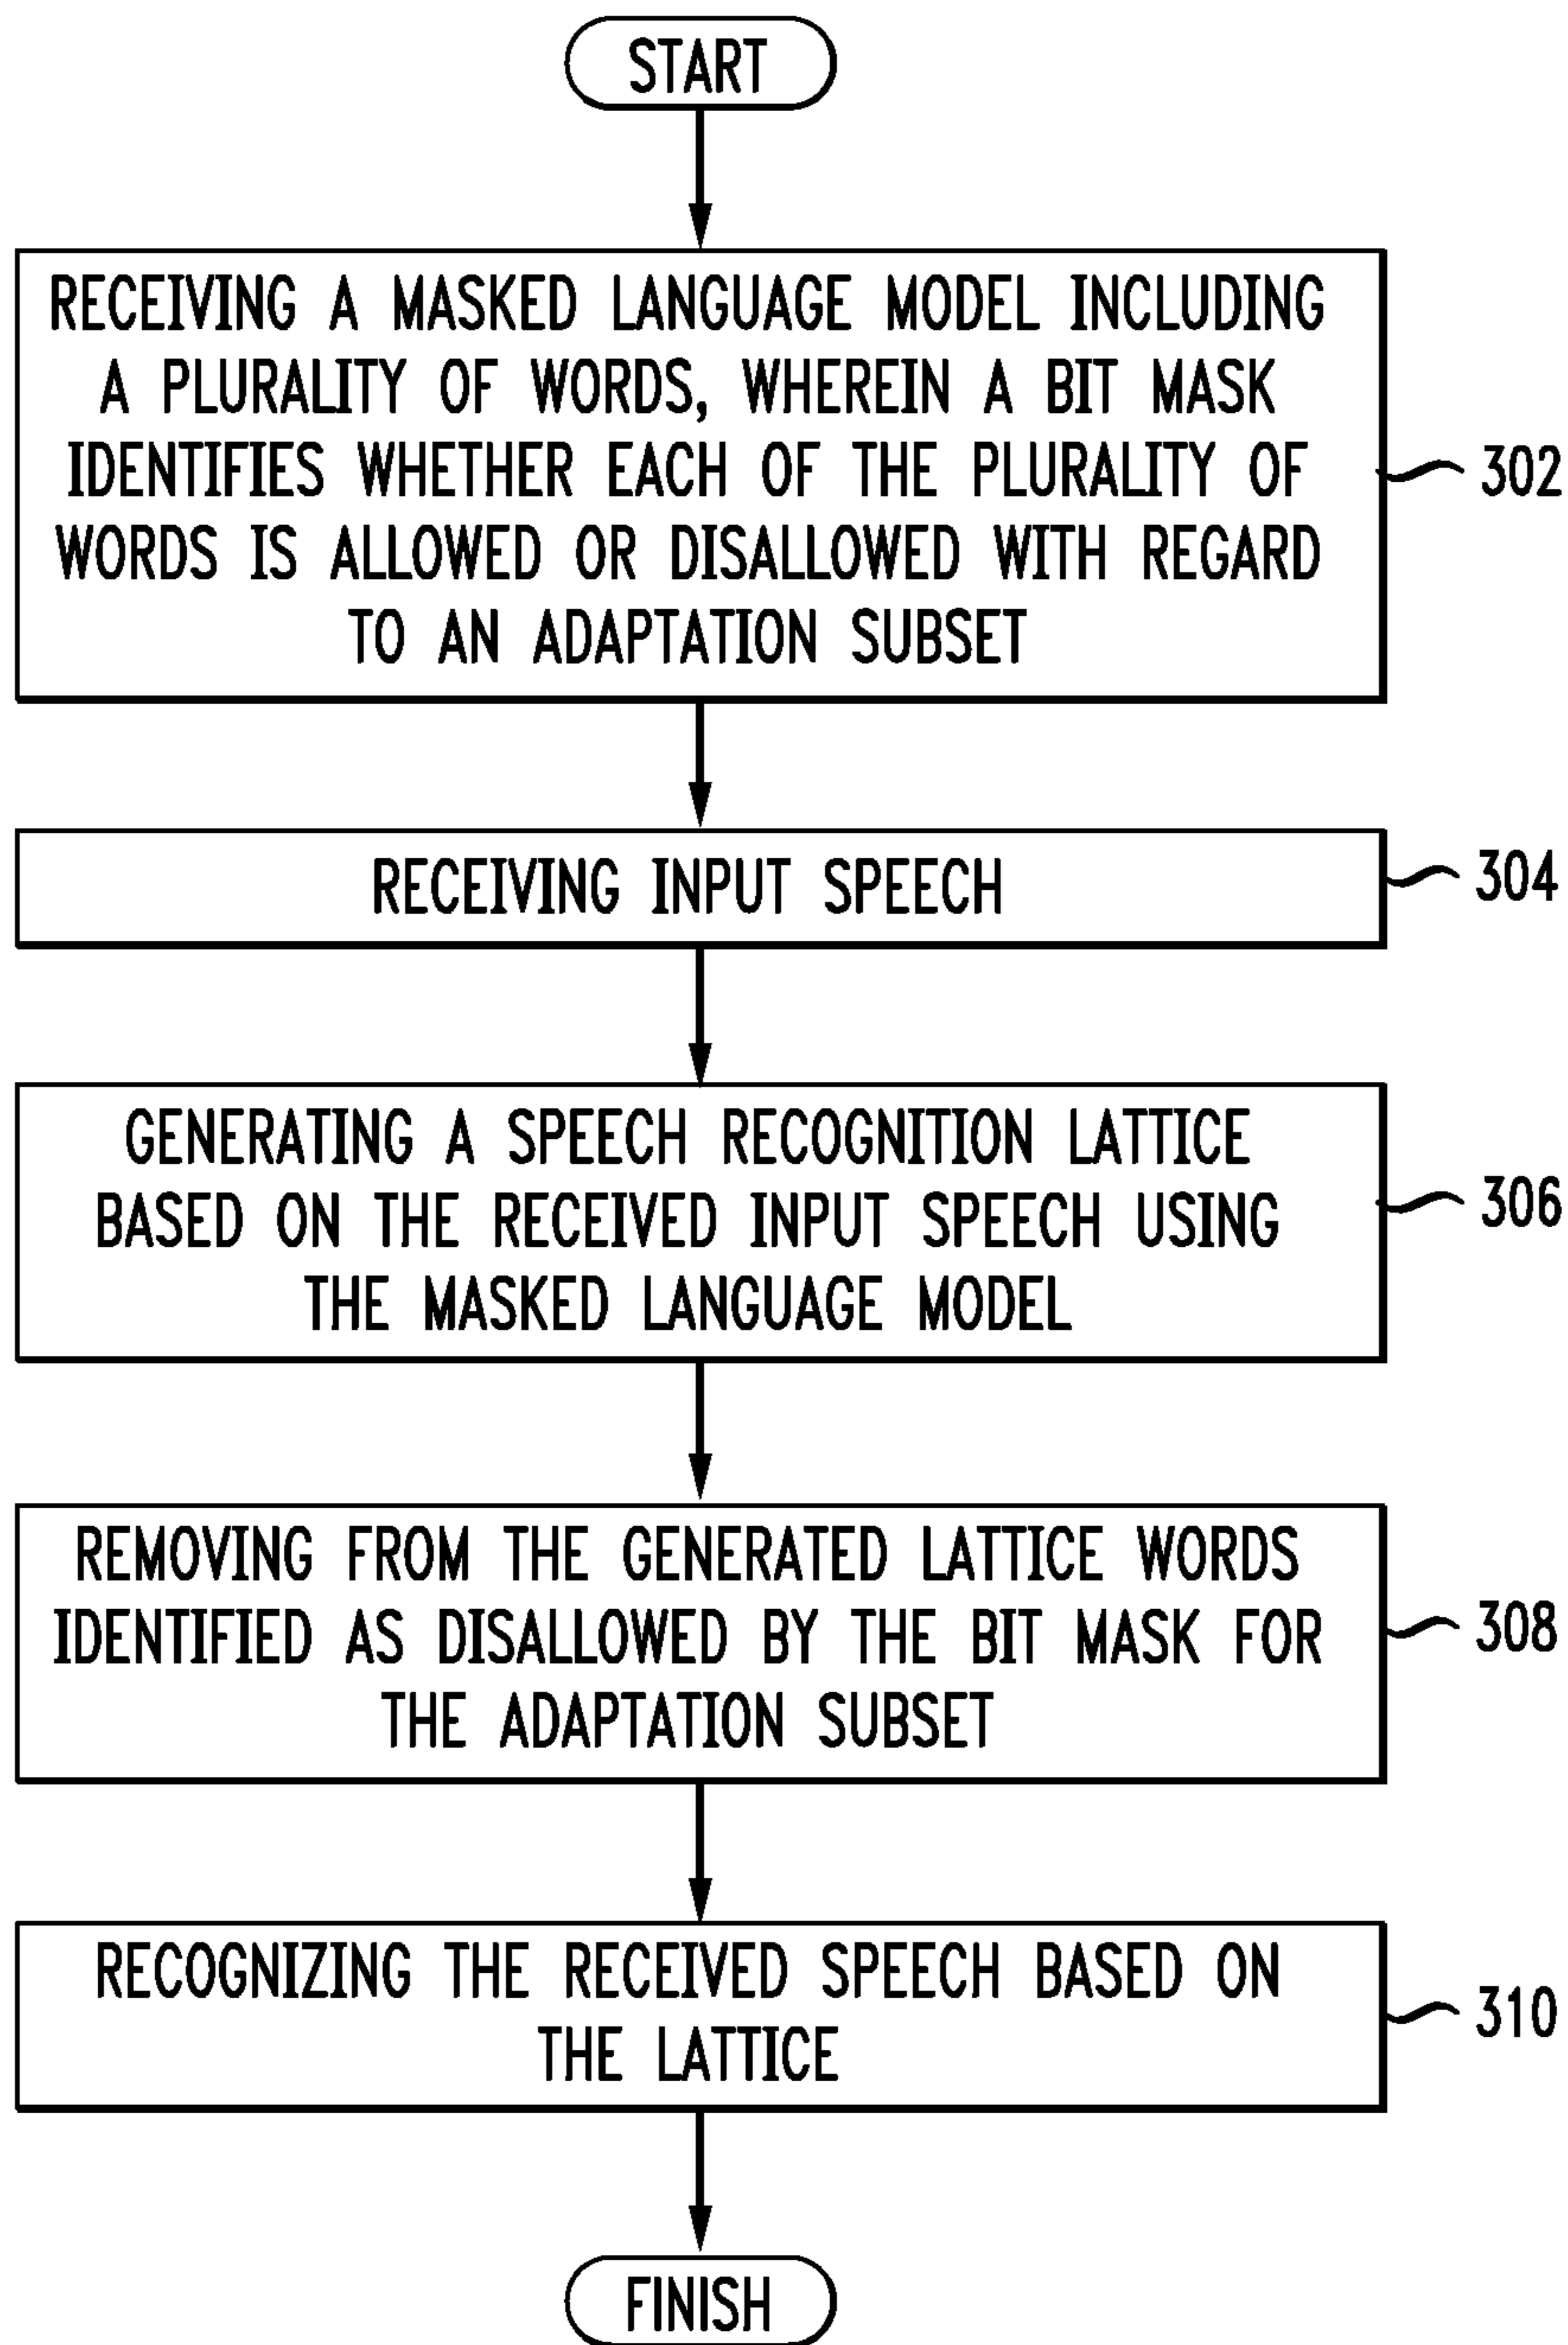 START
RECEIVING A MASKED LANGUAGE MODEL INCLUDING
A PLURALITY OF WORDS, WHEREIN A BIT MASK
IDENTIFIES WHETHER EACH OF THE PLURALITY OF
WORDS IS ALLOWED OR DISALLOWED WITH REGARD
TO AN ADAPTATION SUBSET
302
RECEIVING INPUT SPEECH
304
GENERATING A SPEECH RECOGNITION LATTICE
BASED ON THE RECEIVED INPUT SPEECH USING
THE MASKED LANGUAGE MODEL
306
REMOVING FROM THE GENERATED LATTICE WORDS
IDENTIFIED AS DISALLOWED BY THE BIT MASK FOR
THE ADAPTATION SUBSET
308
RECOGNIZING THE RECEIVED SPEECH BASED ON
THE LATTICE
310
FINISH